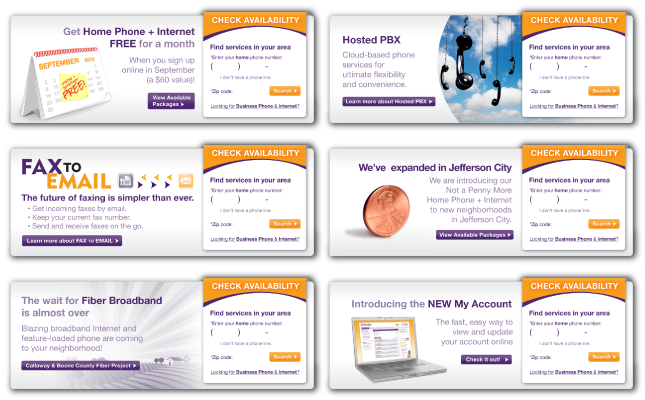 Get Home Phone + Internet
FREE for a month
When you sign up
online in September
(a $60 value)!
View Available
Packages
SEPTEMBER
FREE!
CHECK AVAILABILITY
Find services in your area
*Enter your home phone number:
( ) -
I don't have a phone line.
*Zip code:
Search
Looking for Business Phone & Internet?
Hosted PBX
Cloud-based phone
services for
ultimate flexibility
and convenience.
Learn more about Hosted PBX
CHECK AVAILABILITY
Find services in your area
*Enter your home phone number:
( ) -
I don't have a phone line.
*Zip code:
Search
Looking for Business Phone & Internet?
FAX TO
EMAIL
The future of faxing is simpler than ever.
• Get incoming faxes by email.
• Keep your current fax number.
• Send and receive faxes on the go.
Learn more about FAX to EMAIL
CHECK AVAILABILITY
Find services in your area
*Enter your home phone number:
( ) -
I don't have a phone line.
*Zip code:
Search
Looking for Business Phone & Internet?
We've expanded in Jefferson City
We are introducing our
Not a Penny More
Home Phone + Internet
to new neighborhoods
in Jefferson City.
View Available Packages
CHECK AVAILABILITY
Find services in your area
*Enter your home phone number:
( ) -
I don't have a phone line.
*Zip code:
Search
Looking for Business Phone & Internet?
The wait for Fiber Broadband
is almost over
Blazing broadband Internet and
feature-loaded phone are coming
to your neighborhood!
Callaway & Boone County Fiber Project
CHECK AVAILABILITY
Find services in your area
*Enter your home phone number:
( ) -
I don't have a phone line.
*Zip code:
Search
Looking for Business Phone & Internet?
Introducing the NEW My Account
The fast, easy way to
view and update
your account online
Check it out!
CHECK AVAILABILITY
Find services in your area
*Enter your home phone number:
( ) -
I don't have a phone line.
*Zip code:
Search
Looking for Business Phone & Internet?